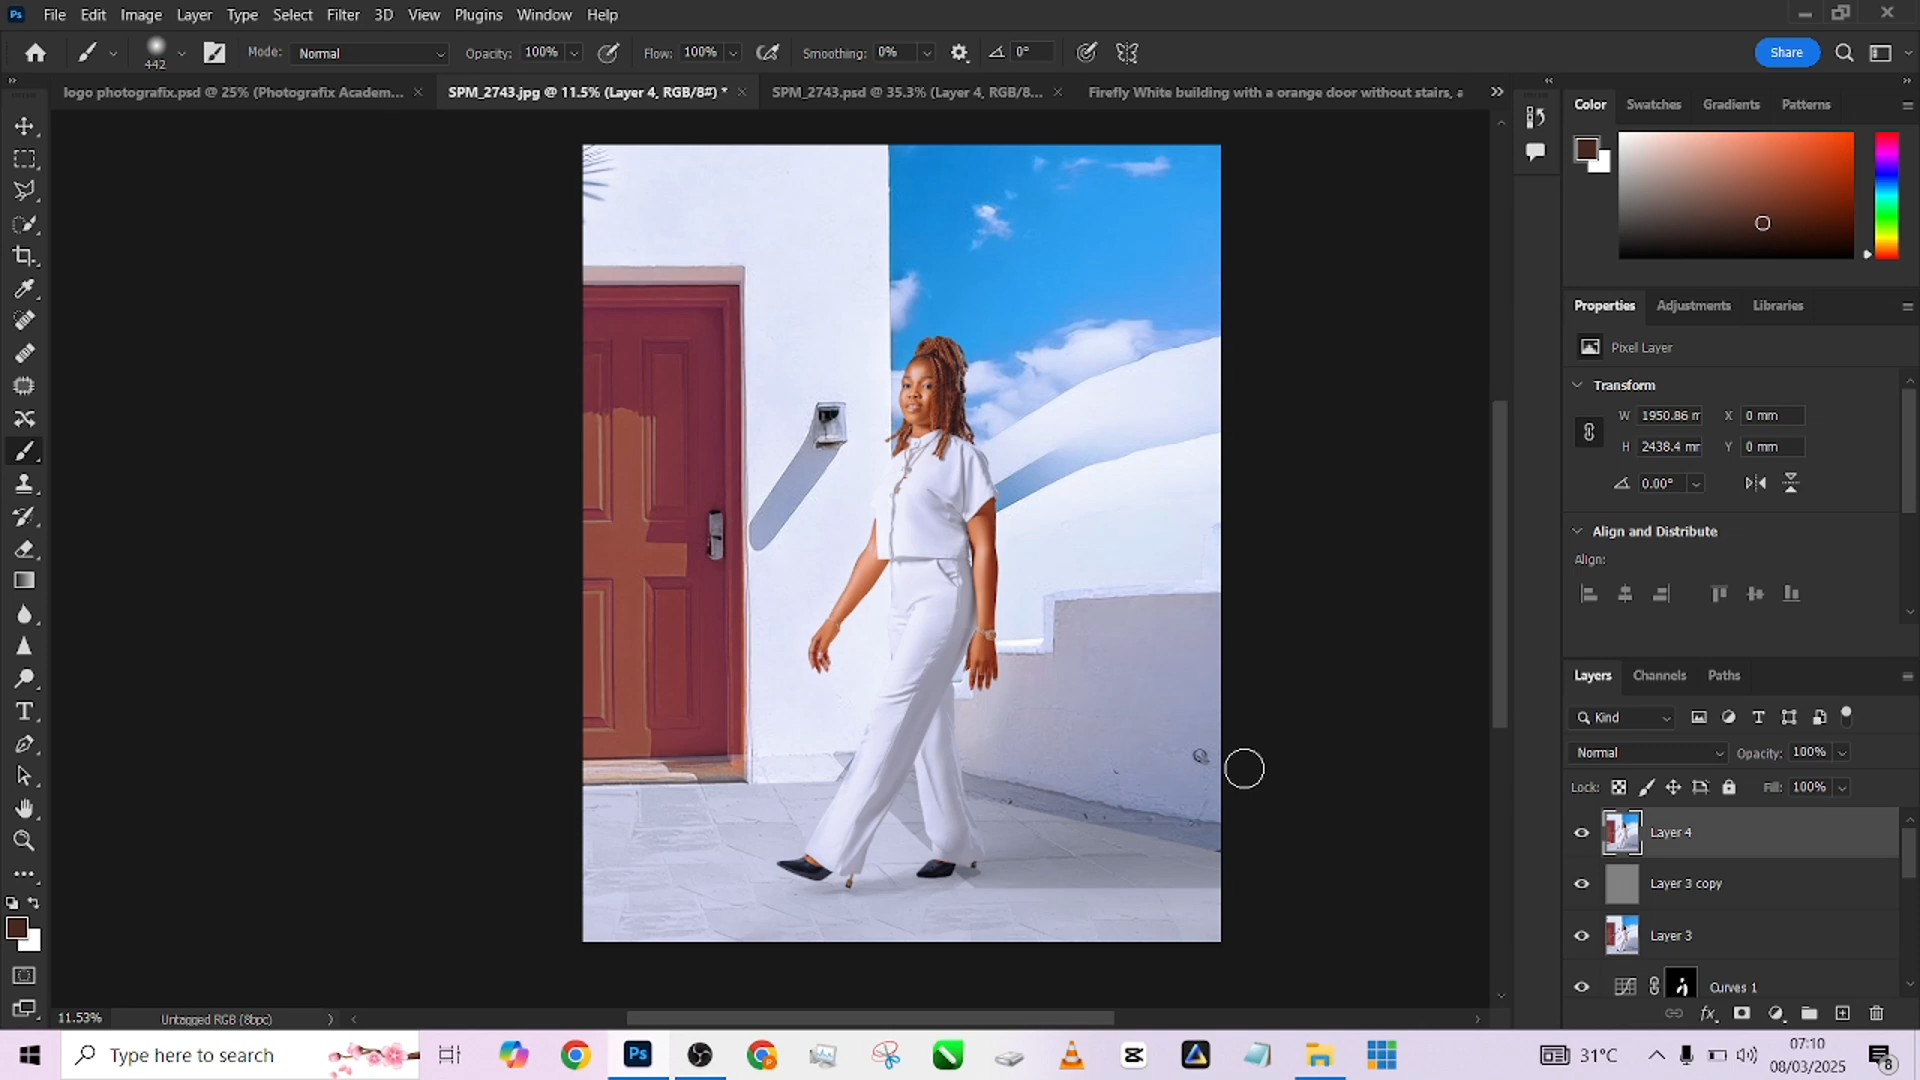 File Edit Image Layer Type Select Filter 3D View Plugins Window Help
442 Mode: Normal Opacity: 100% Flow: 100% Smoothing: 0% 0° Share
logo photografix.psd @ 25% (Photografix Academ... SPM_2743.jpg @ 11.5% (Layer 4, RGB/8#) * SPM_2743.psd @ 35.3% (Layer 4, RGB/8... Firefly White building with a orange door without stairs, a
Color Swatches Gradients Patterns
Properties Adjustments Libraries
Pixel Layer
Transform
W 1950.86 m X 0 mm
H 2438.4 mm Y 0 mm
0.00°
Align and Distribute
Align:
Layers Channels Paths
Kind
Normal Opacity: 100%
Lock: Fill: 100%
Layer 4
Layer 3 copy
Layer 3
Curves 1
11.53% Untagged RGB (8bpc)
Type here to search 31°C 07:10
08/03/2025
8